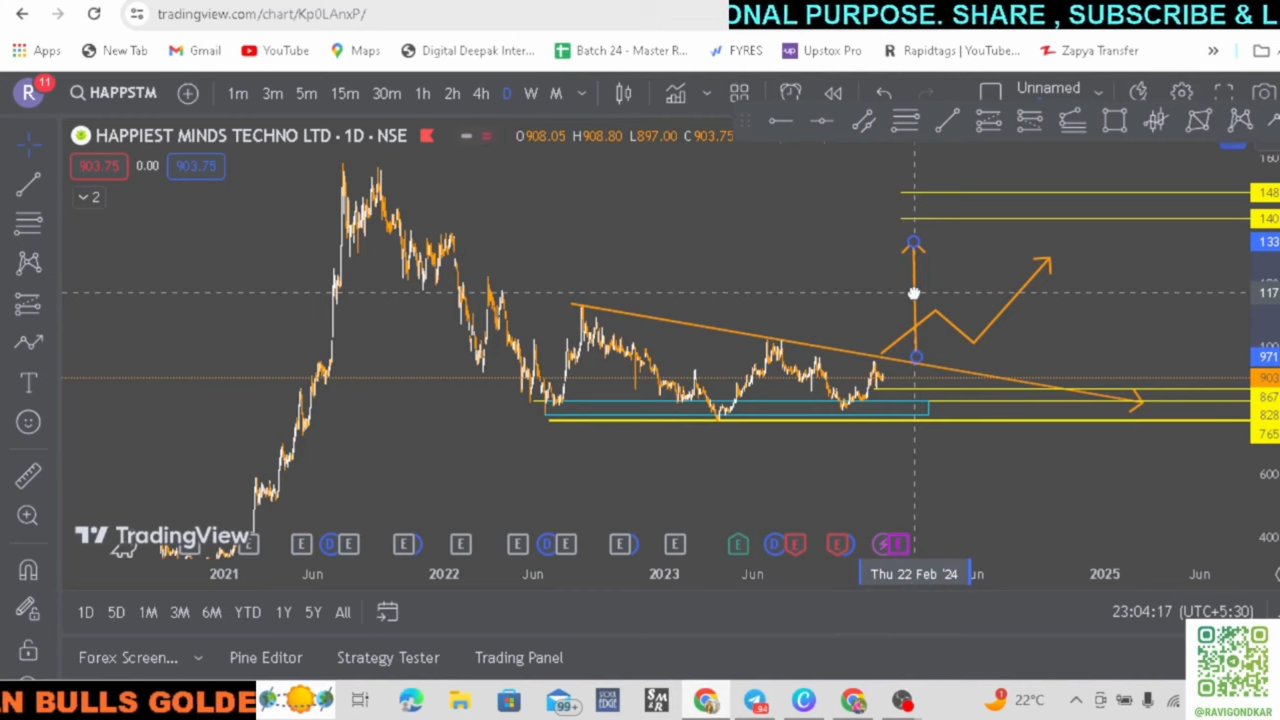 tradingview.com/chart/Kp0LAnxP/
ONAL PURPOSE. SHARE , SUBSCRIBE & L
Apps New Tab Gmail YouTube Maps Digital Deepak Inter... Batch 24 - Master R... FYRES Upstox Pro Rapidtags | YouTube... Zapya Transfer »
R 11 HAPPSTM 1m 3m 5m 15m 30m 1h 2h 4h D W M Unnamed
HAPPIEST MINDS TECHNO LTD · 1D · NSE O908.05 H908.80 L897.00 C903.75
903.75 0.00 903.75
2
160
148
140
133
117
100
971
903
867
828
765
600
400
TradingView
E E D E E E E D E E E E D E E E
2021 Jun 2022 Jun 2023 Jun Thu 22 Feb '24 un 2025 Jun
1D 5D 1M 3M 6M YTD 1Y 5Y All 23:04:17 (UTC+5:30)
Forex Screen... Pine Editor Strategy Tester Trading Panel
N BULLS GOLDE 99+ 22°C
@RAVIGONDKAR